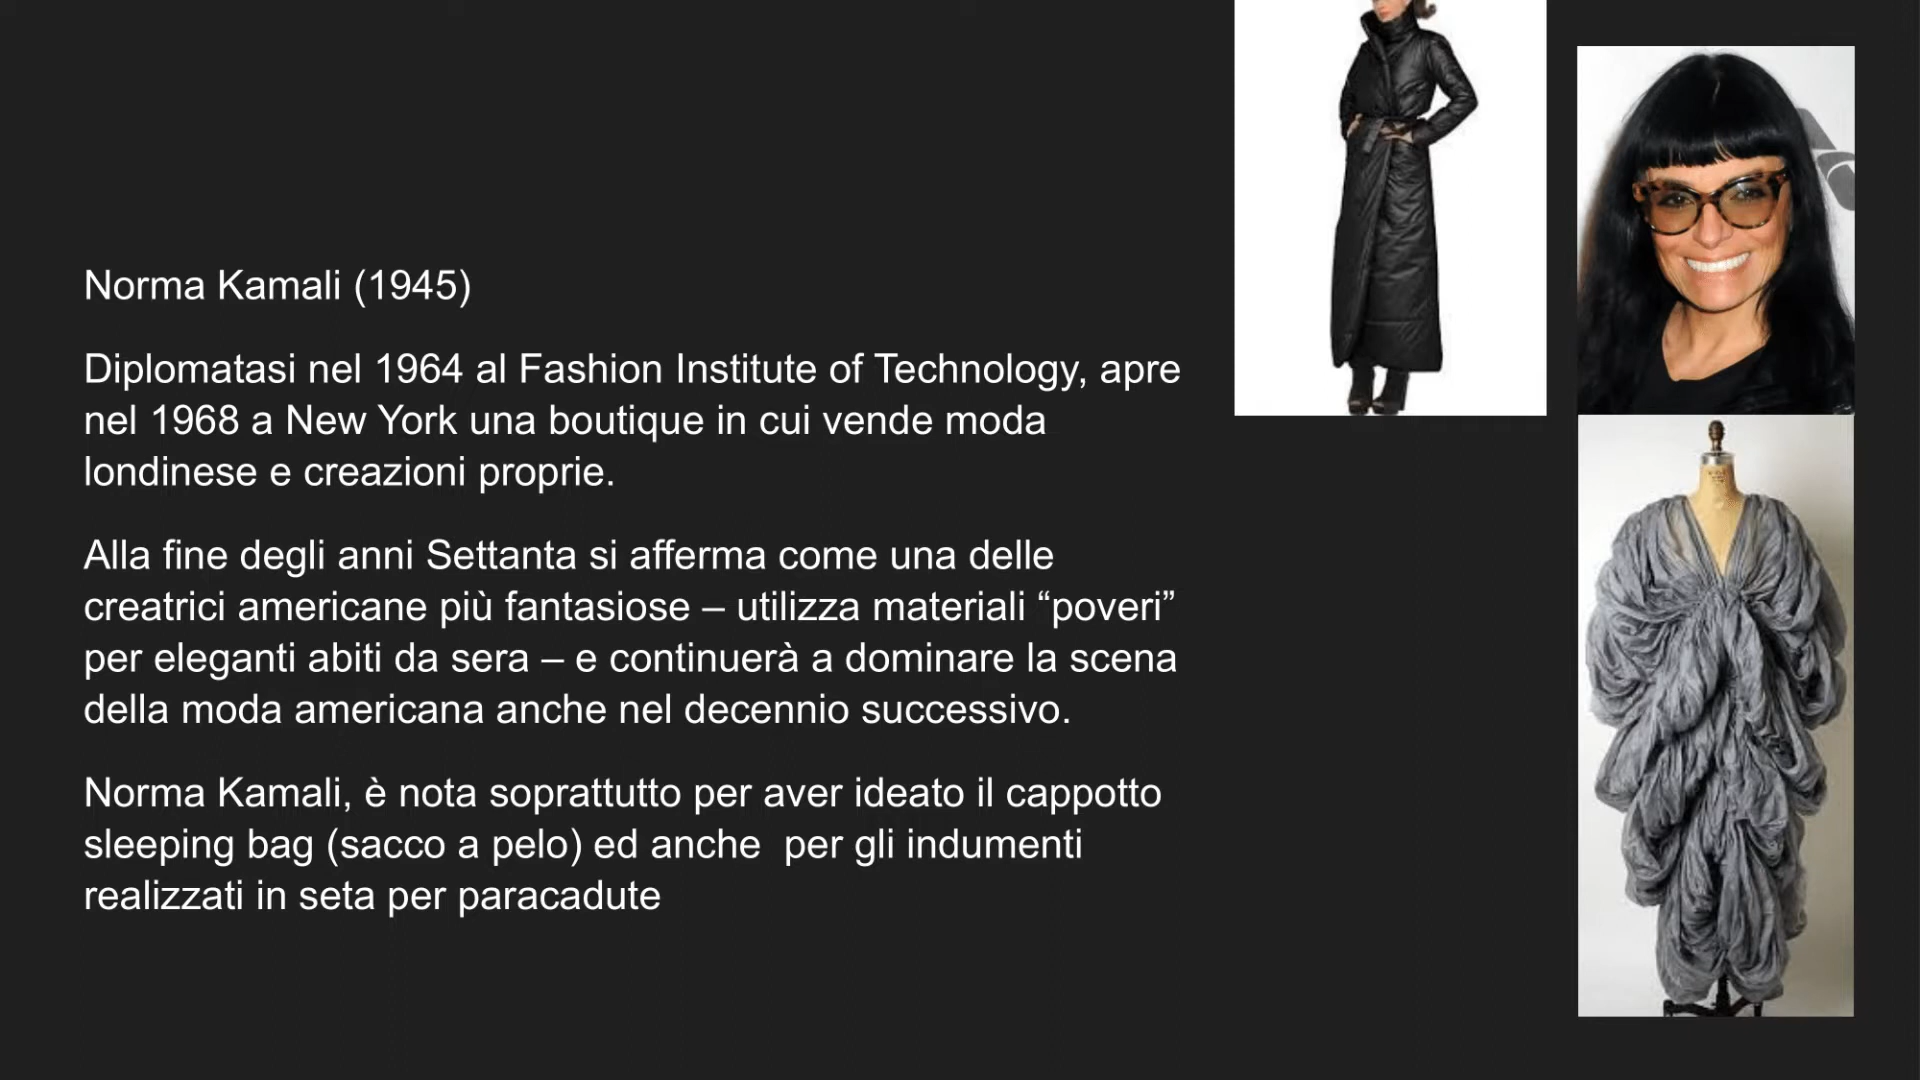 Norma Kamali (1945)
Diplomatasi nel 1964 al Fashion Institute of Technology, apre
nel 1968 a New York una boutique in cui vende moda
londinese e creazioni proprie.
Alla fine degli anni Settanta si afferma come una delle
creatrici americane più fantasiose – utilizza materiali “poveri”
per eleganti abiti da sera – e continuerà a dominare la scena
della moda americana anche nel decennio successivo.
Norma Kamali, è nota soprattutto per aver ideato il cappotto
sleeping bag (sacco a pelo) ed anche  per gli indumenti
realizzati in seta per paracadute